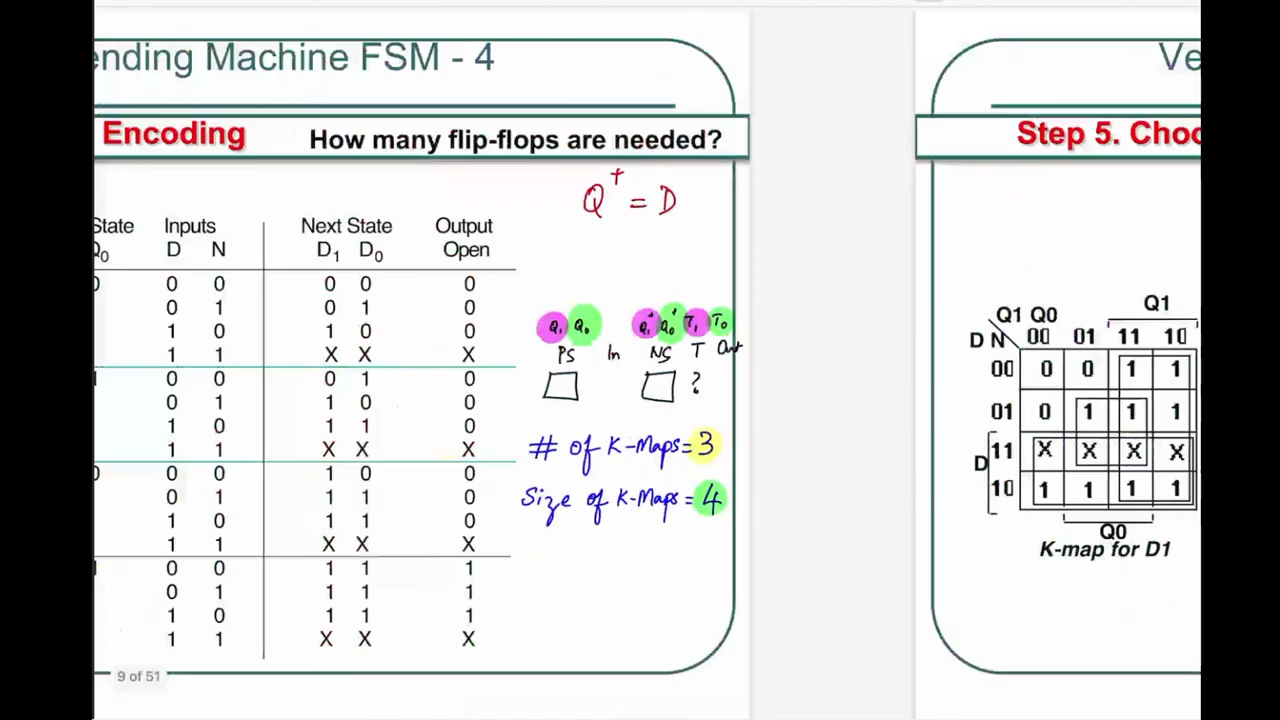 ending Machine FSM - 4
Encoding How many flip-flops are needed?
Q⁺ = D
State Inputs Next State Output
Q0 D N D1 D0 Open
0 0 0 0 0 0
0 1 0 1 0
1 0 1 0 0
1 1 X X X
1 0 0 0 1 0
0 1 1 0 0
1 0 1 1 0
1 1 X X X
0 0 0 1 0 0
0 1 1 1 0
1 0 1 1 0
1 1 X X X
1 0 0 1 1 1
0 1 1 1 1
1 0 1 1 1
1 1 X X X
Q1 Q0 Q1⁺ Q0⁺ T1 T0
PS In NS T Out
?
# of K-Maps = 3
Size of K-Maps = 4
9 of 51
Ve
Step 5. Choo
Q1
Q1 Q0
D N 00 01 11 10
00 0 0 1 1
01 0 1 1 1
D 11 X X X X
10 1 1 1 1
Q0
K-map for D1